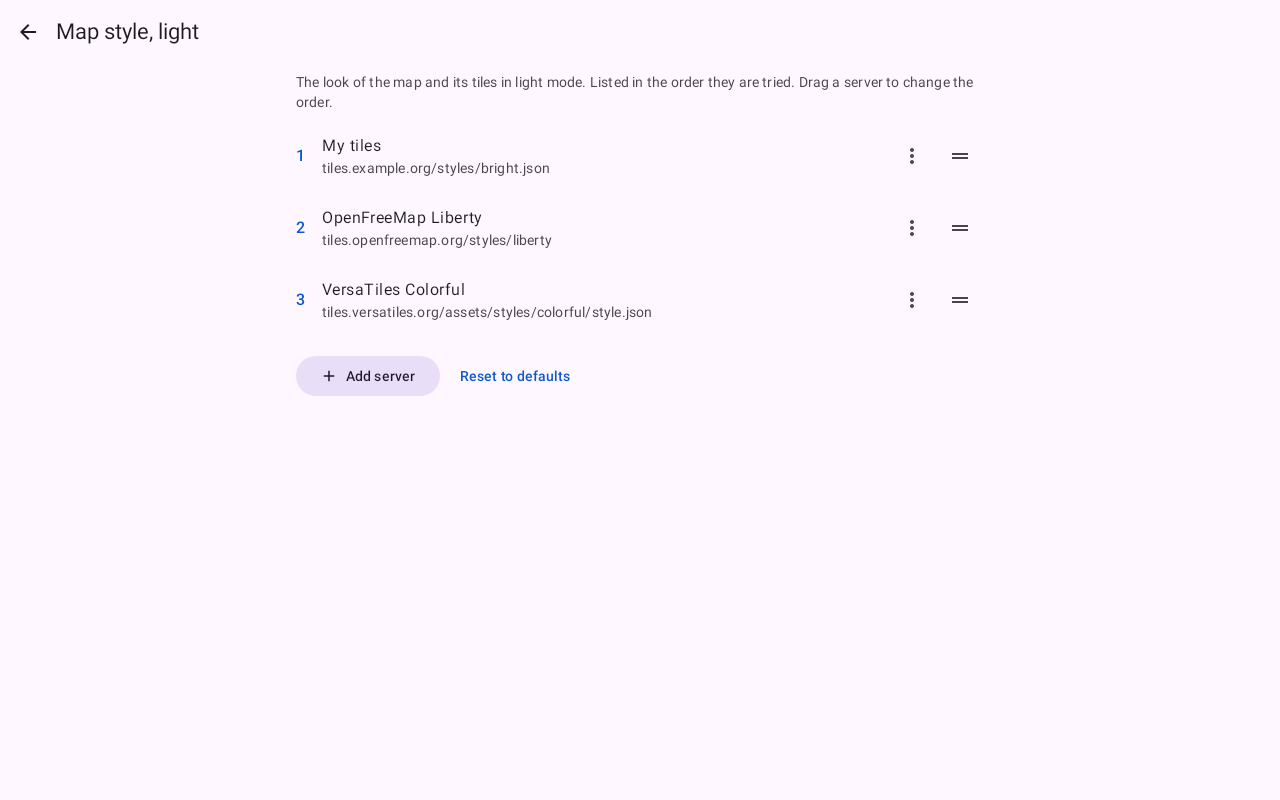 Map style, light
The look of the map and its tiles in light mode. Listed in the order they are tried. Drag a server to change the
order.
1
My tiles
tiles.example.org/styles/bright.json
2
OpenFreeMap Liberty
tiles.openfreemap.org/styles/liberty
3
VersaTiles Colorful
tiles.versatiles.org/assets/styles/colorful/style.json
Add server
Reset to defaults